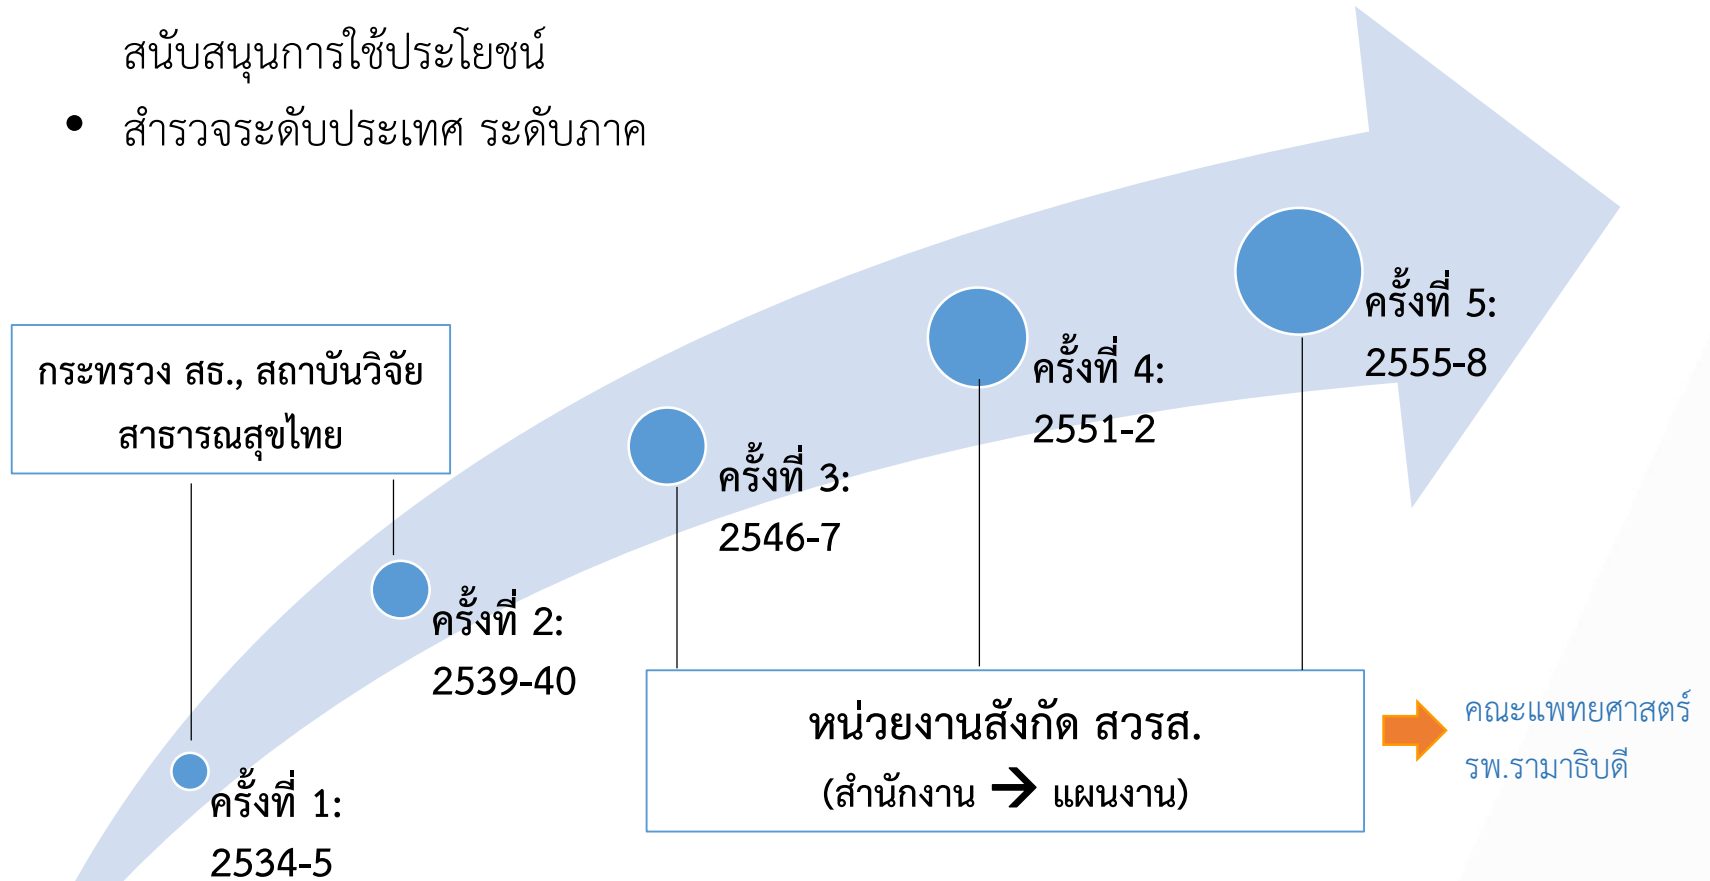 สนับสนุนการใช้ประโยชน์
• สำรวจระดับประเทศ ระดับภาค
กระทรวง สธ., สถาบันวิจัย
สาธารณสุขไทย
ครั้งที่ 1:
2534-5
ครั้งที่ 2:
2539-40
ครั้งที่ 3:
2546-7
ครั้งที่ 4:
2551-2
ครั้งที่ 5:
2555-8
หน่วยงานสังกัด สวรส.
(สำนักงาน → แผนงาน)
คณะแพทยศาสตร์
รพ.รามาธิบดี